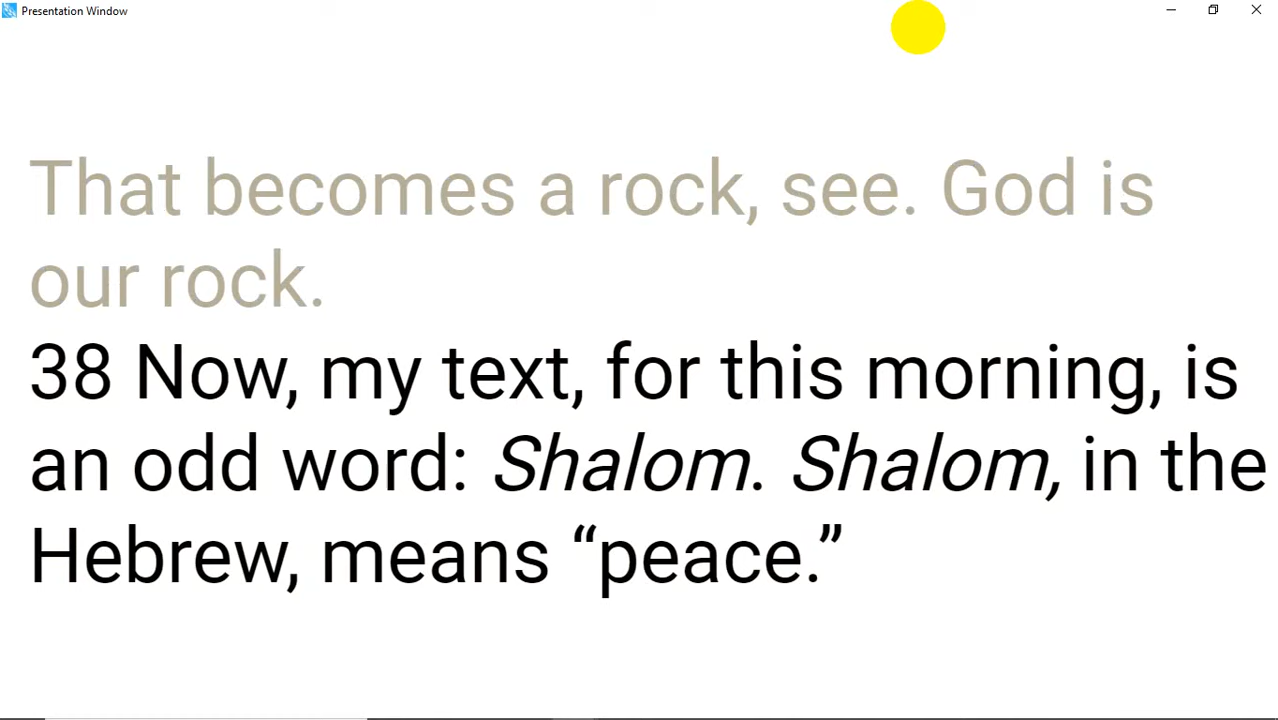 Presentation Window
That becomes a rock, see. God is
our rock.
38 Now, my text, for this morning, is
an odd word: Shalom. Shalom, in the
Hebrew, means “peace.”